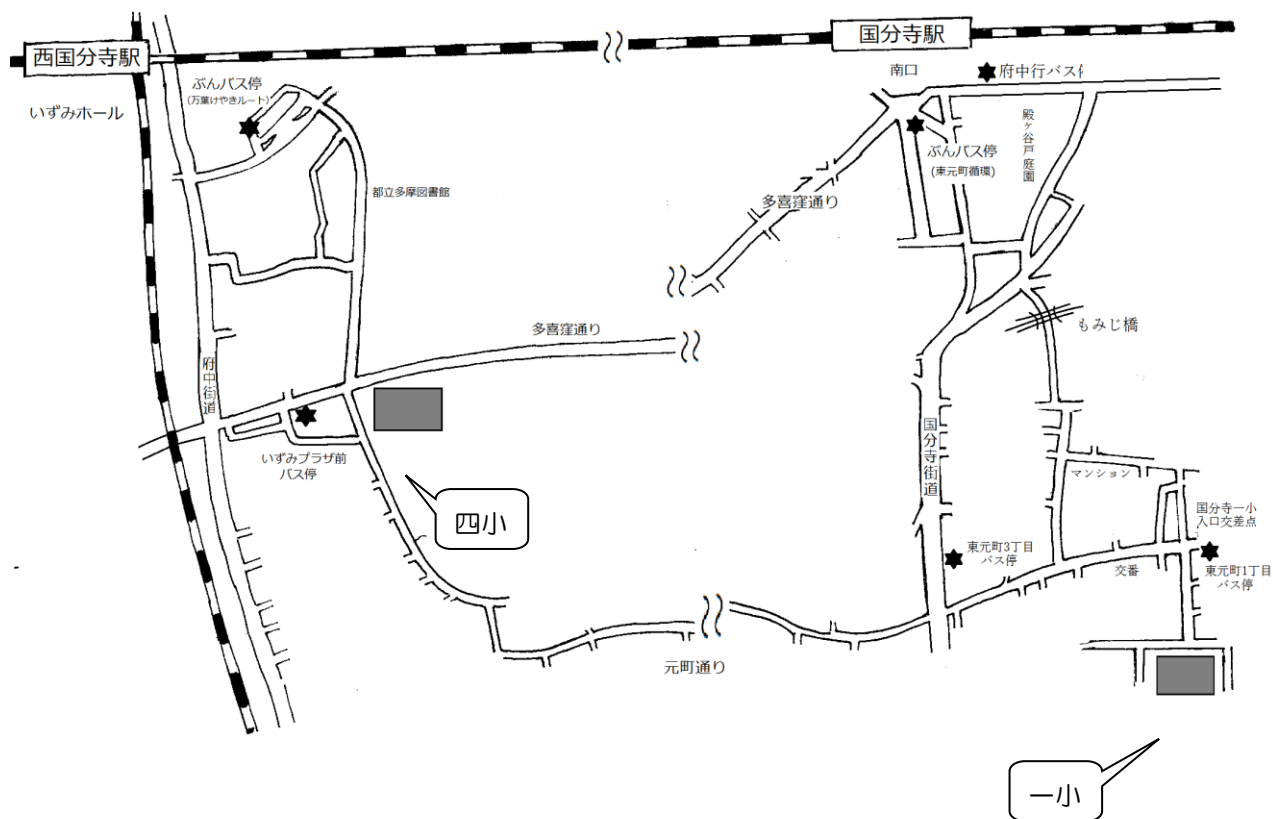 西国分寺駅
国分寺駅
ぶんバス停
(万葉けやきルート)
いずみホール
南口
府中行バス停
殿ヶ谷戸庭園
ぶんバス停
(東元町循環)
都立多摩図書館
多喜窪通り
多喜窪通り
もみじ橋
府中街道
国分寺街道
いずみプラザ前
バス停
四小
マンション
国分寺一小
入口交差点
東元町3丁目
バス停
交番
東元町1丁目
バス停
元町通り
一小